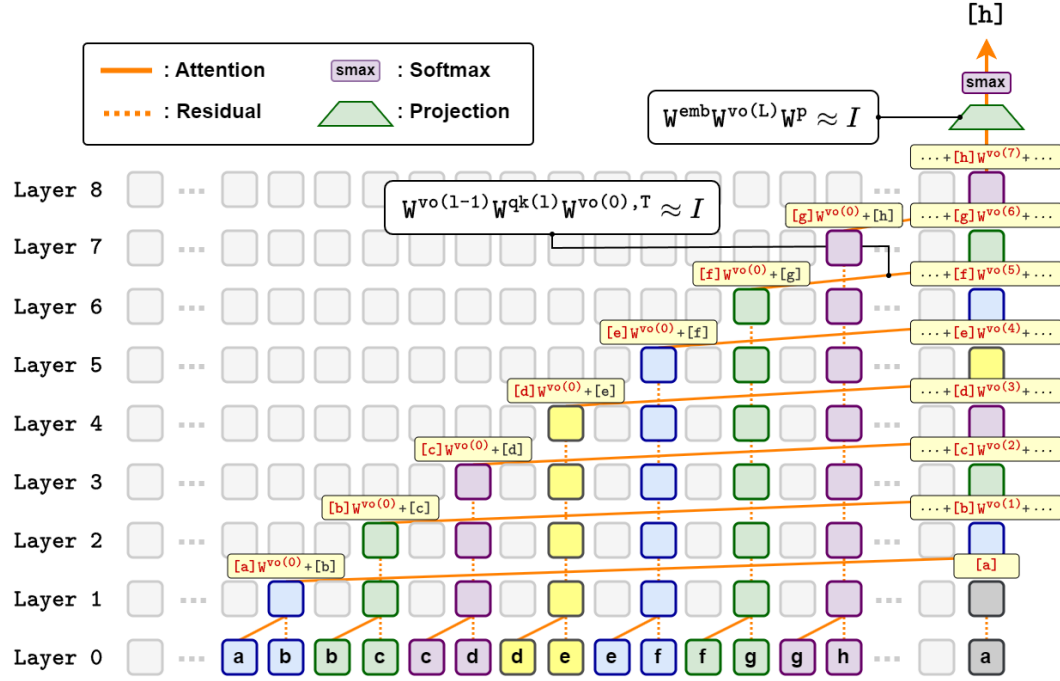 [h]
: Attention
smax : Softmax
: Residual
: Projection
smax
W^{emb}W^{vo(L)}W^{p} ≈ I
···+[h]W^{vo(7)}+···
Layer 8
W^{vo(l-1)}W^{qk(l)}W^{vo(0),T} ≈ I
[g]W^{vo(0)}+[h]
···+[g]W^{vo(6)}+···
Layer 7
[f]W^{vo(0)}+[g]
···+[f]W^{vo(5)}+···
Layer 6
[e]W^{vo(0)}+[f]
···+[e]W^{vo(4)}+···
Layer 5
[d]W^{vo(0)}+[e]
···+[d]W^{vo(3)}+···
Layer 4
[c]W^{vo(0)}+[d]
···+[c]W^{vo(2)}+···
Layer 3
[b]W^{vo(0)}+[c]
···+[b]W^{vo(1)}+···
Layer 2
[a]W^{vo(0)}+[b]
[a]
Layer 1
Layer 0 ··· a b b c c d d e e f f g g h ··· a